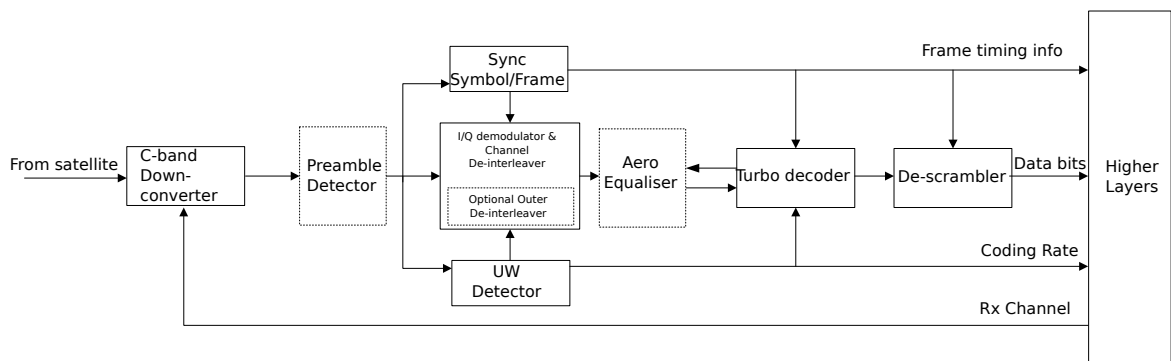 Sync
Symbol/Frame
Frame timing info
From satellite
C-band
Down-
converter
Preamble
Detector
I/Q demodulator &
Channel
De-interleaver
Optional Outer
De-interleaver
Aero
Equaliser
Turbo decoder
De-scrambler
Data bits
Higher
Layers
UW
Detector
Coding Rate
Rx Channel